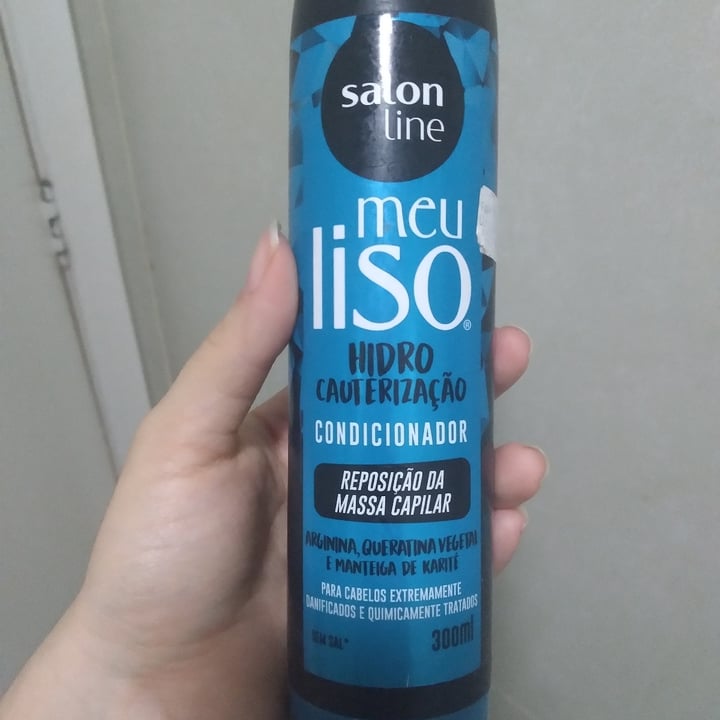 salon
line
meu
liso®
HIDRO
CAUTERIZAÇÃO
CONDICIONADOR
REPOSIÇÃO DA
MASSA CAPILAR
ARGININA, QUERATINA VEGETAL
E MANTEIGA DE KARITÊ
PARA CABELOS EXTREMAMENTE
DANIFICADOS E QUIMICAMENTE TRATADOS
SEM SAL*
300ml